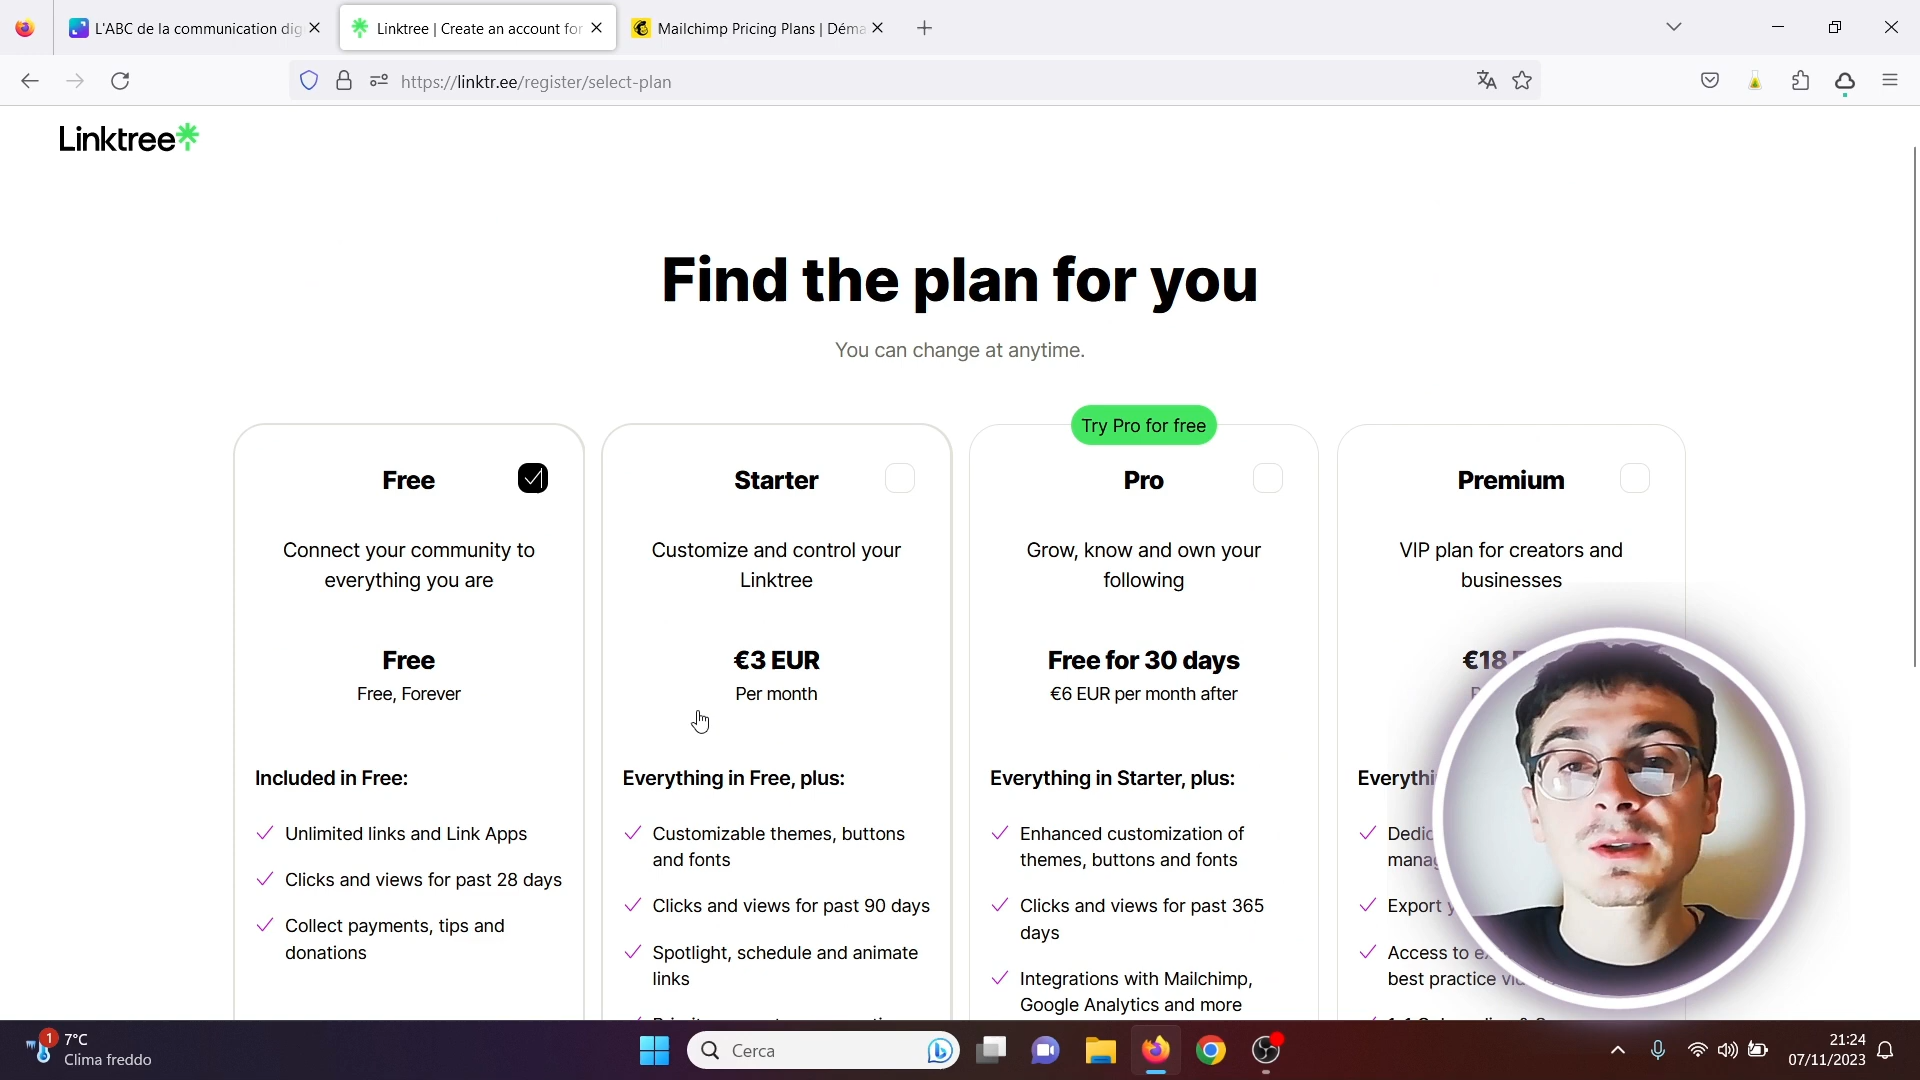 L'ABC de la communication dig
Linktree | Create an account for
Mailchimp Pricing Plans | Déma
https://linktr.ee/register/select-plan
Linktree
Find the plan for you
You can change at anytime.
Try Pro for free
Free
Connect your community to
everything you are
Free
Free, Forever
Included in Free:
Unlimited links and Link Apps
Clicks and views for past 28 days
Collect payments, tips and
donations
Starter
Customize and control your
Linktree
€3 EUR
Per month
Everything in Free, plus:
Customizable themes, buttons
and fonts
Clicks and views for past 90 days
Spotlight, schedule and animate
links
Pro
Grow, know and own your
following
Free for 30 days
€6 EUR per month after
Everything in Starter, plus:
Enhanced customization of
themes, buttons and fonts
Clicks and views for past 365
days
Integrations with Mailchimp,
Google Analytics and more
Premium
VIP plan for creators and
businesses
€18
Export
Access to
best practice
1
7°C
Clima freddo
Cerca
21:24
07/11/2023